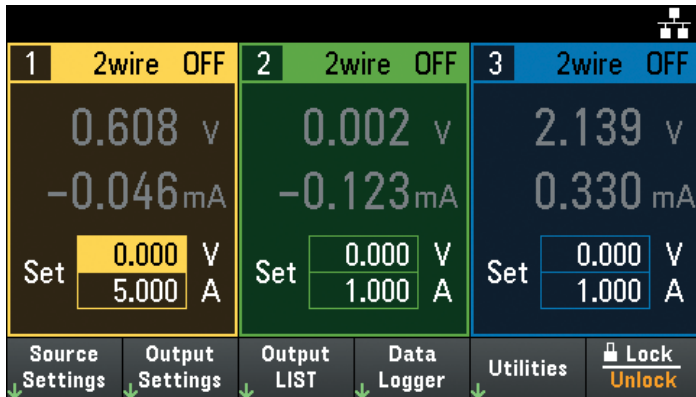 1 2wire OFF
0.608 V
-0.046 mA
Set 0.000 V
5.000 A
2 2wire OFF
0.002 V
-0.123 mA
Set 0.000 V
1.000 A
3 2wire OFF
2.139 V
0.330 mA
Set 0.000 V
1.000 A
Source
Settings
Output
Settings
Output
LIST
Data
Logger
Utilities
Lock
Unlock